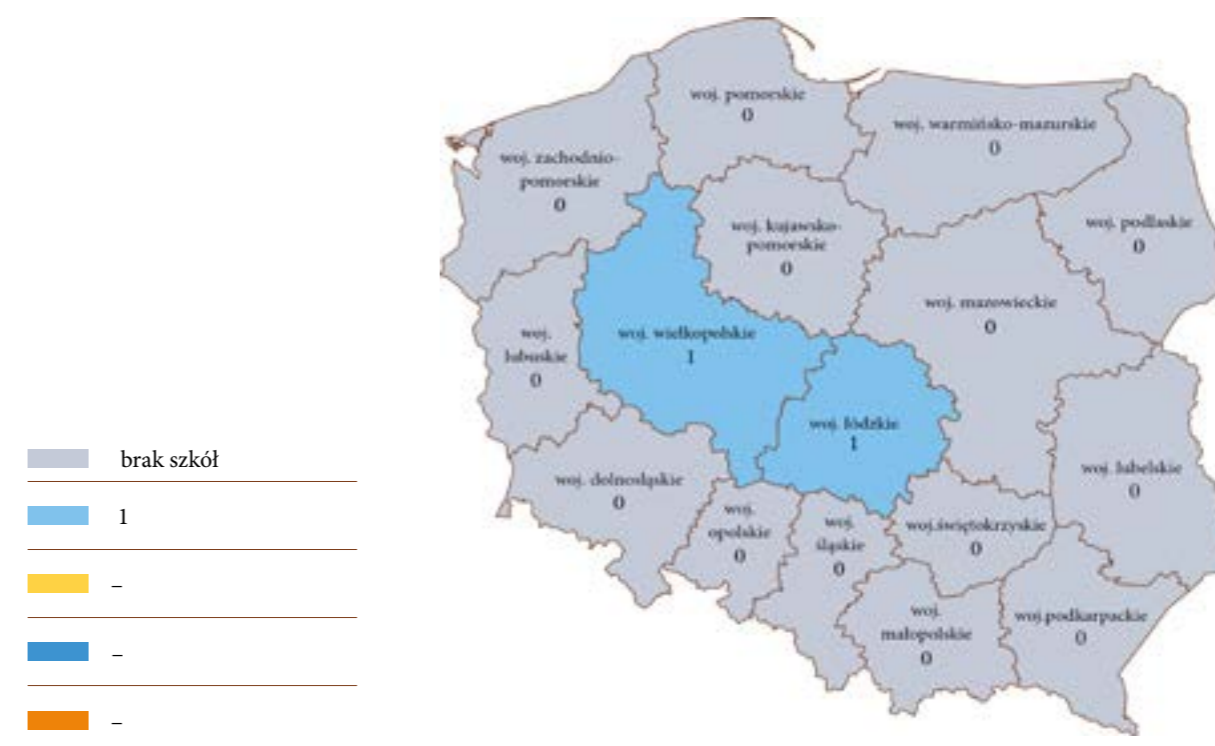 woj. pomorskie
0
woj. warmińsko-mazurskie
0
woj. zachodnio-
pomorskie
0
woj. podlaskie
0
woj. kujawsko-
pomorskie
0
woj. mazowieckie
0
woj. wielkopolskie
1
woj.
lubuskie
0
woj. łódzkie
1
woj. lubelskie
0
woj. dolnośląskie
0
woj.
opolskie
0
woj.
śląskie
0
woj.świętokrzyskie
0
woj.
małopolskie
0
woj.podkarpackie
0
brak szkół
1
–
–
–